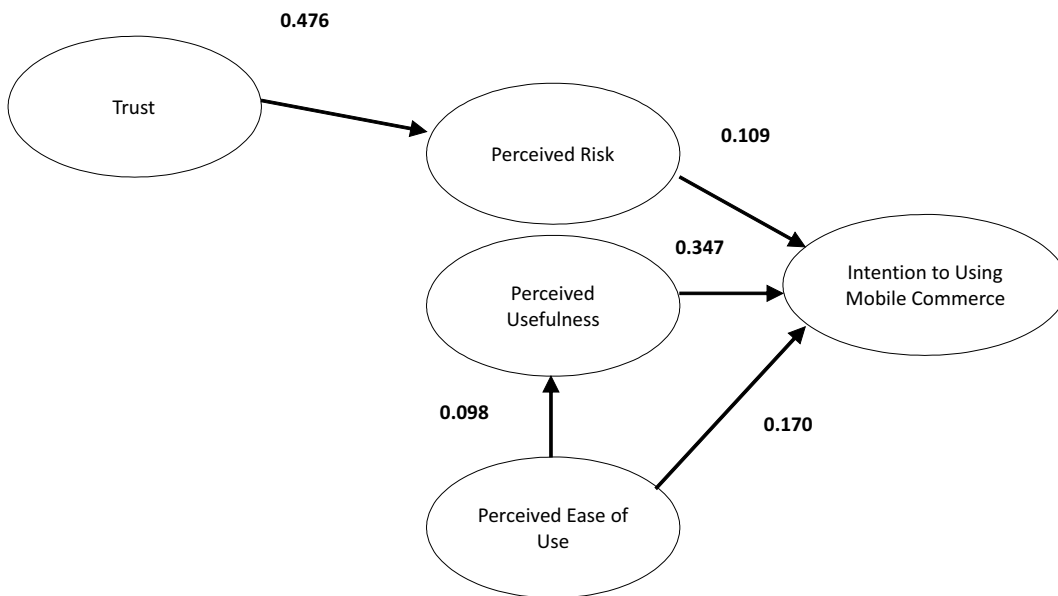 0.476
Trust
Perceived Risk
0.109
0.347
Perceived
Usefulness
Intention to Using
Mobile Commerce
0.098
0.170
Perceived Ease of
Use